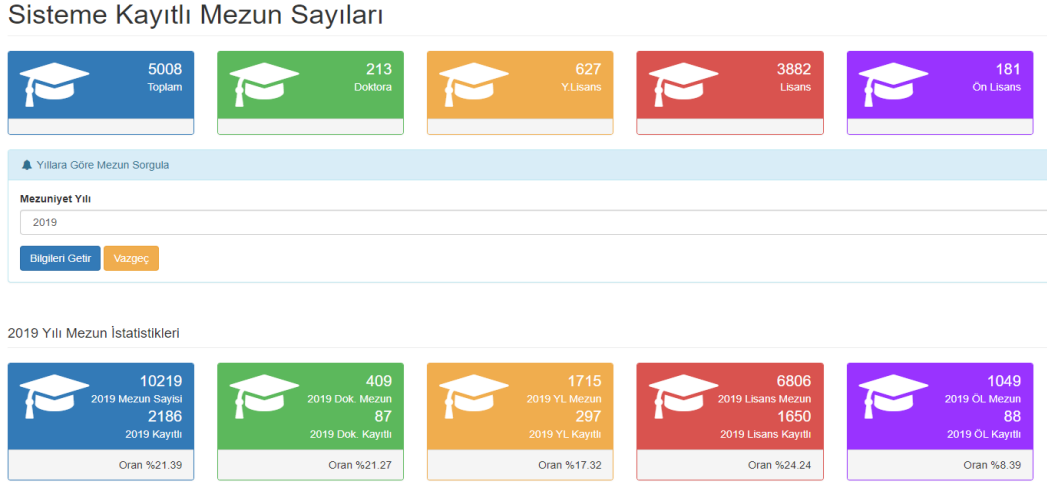 Sisteme Kayıtlı Mezun Sayıları
5008
Toplam
213
Doktora
627
Y.Lisans
3882
Lisans
181
Ön Lisans
Yıllara Göre Mezun Sorgula
Mezuniyet Yılı
2019
Bilgileri Getir
Vazgeç
2019 Yılı Mezun İstatistikleri
10219
2019 Mezun Sayisi
2186
2019 Kayıtlı
Oran %21.39
409
2019 Dok. Mezun
87
2019 Dok. Kayıtlı
Oran %21.27
1715
2019 YL Mezun
297
2019 YL Kayıtlı
Oran %17.32
6806
2019 Lisans Mezun
1650
2019 Lisans Kayıtlı
Oran %24.24
1049
2019 ÖL Mezun
88
2019 ÖL Kayıtlı
Oran %8.39